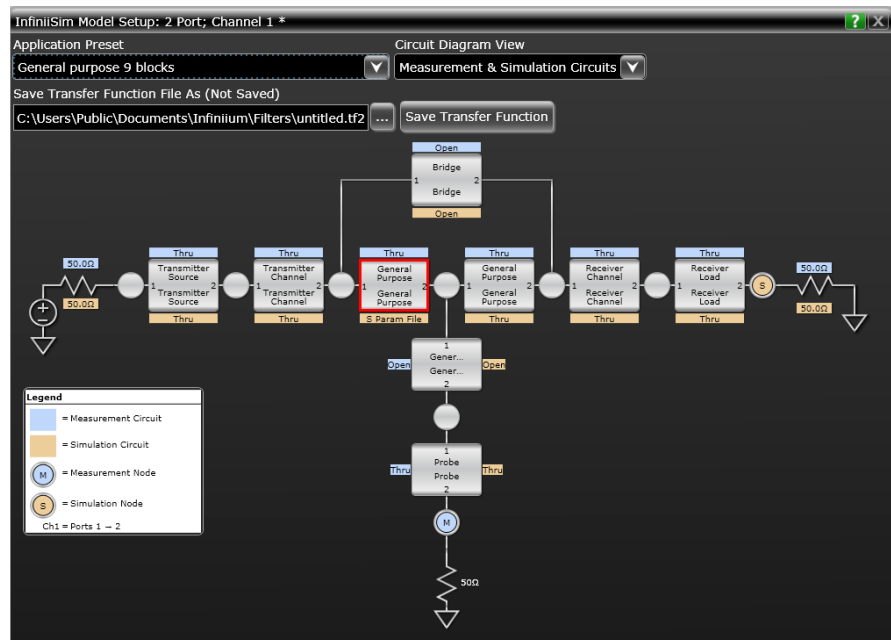 InfiniiSim Model Setup: 2 Port; Channel 1 *
? X
Application Preset
Circuit Diagram View
General purpose 9 blocks
Measurement & Simulation Circuits
Save Transfer Function File As (Not Saved)
C:\Users\Public\Documents\Infiniium\Filters\untitled.tf2
...
Save Transfer Function
Open
Bridge
1 2
Bridge
Open
50.0Ω
50.0Ω
Thru
Transmitter
Source
1 2
Transmitter
Source
Thru
Thru
Transmitter
Channel
1 2
Transmitter
Channel
Thru
Thru
General
Purpose
1 2
General
Purpose
S Param File
Thru
General
Purpose
1 2
General
Purpose
Thru
Thru
Receiver
Channel
1 2
Receiver
Channel
Thru
Thru
Receiver
Load
1 2
Receiver
Load
Thru
S
50.0Ω
50.0Ω
1
Gener...
Open Open
Gener...
2
1
Probe
Thru Thru
Probe
2
M
50Ω
Legend
= Measurement Circuit
= Simulation Circuit
M = Measurement Node
S = Simulation Node
Ch1 = Ports 1 → 2